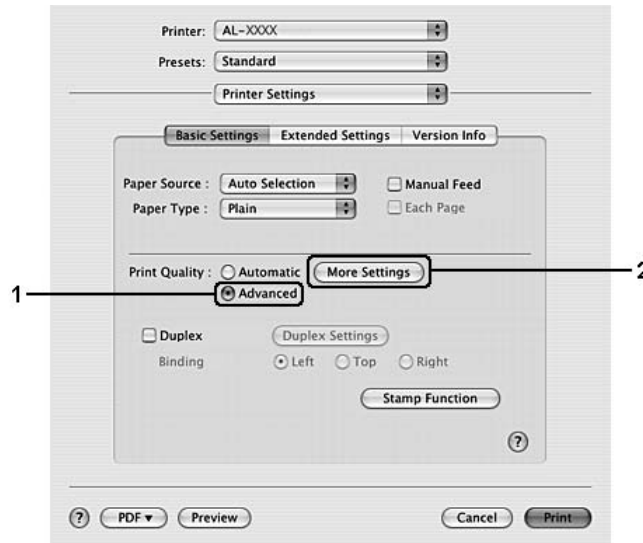 Printer: AL-XXXX
Presets: Standard
Printer Settings
Basic Settings Extended Settings Version Info
Paper Source : Auto Selection Manual Feed
Paper Type : Plain Each Page
Print Quality : Automatic More Settings 2
1 Advanced
Duplex Duplex Settings
Binding Left Top Right
Stamp Function
?
? PDF ▼ Preview Cancel Print